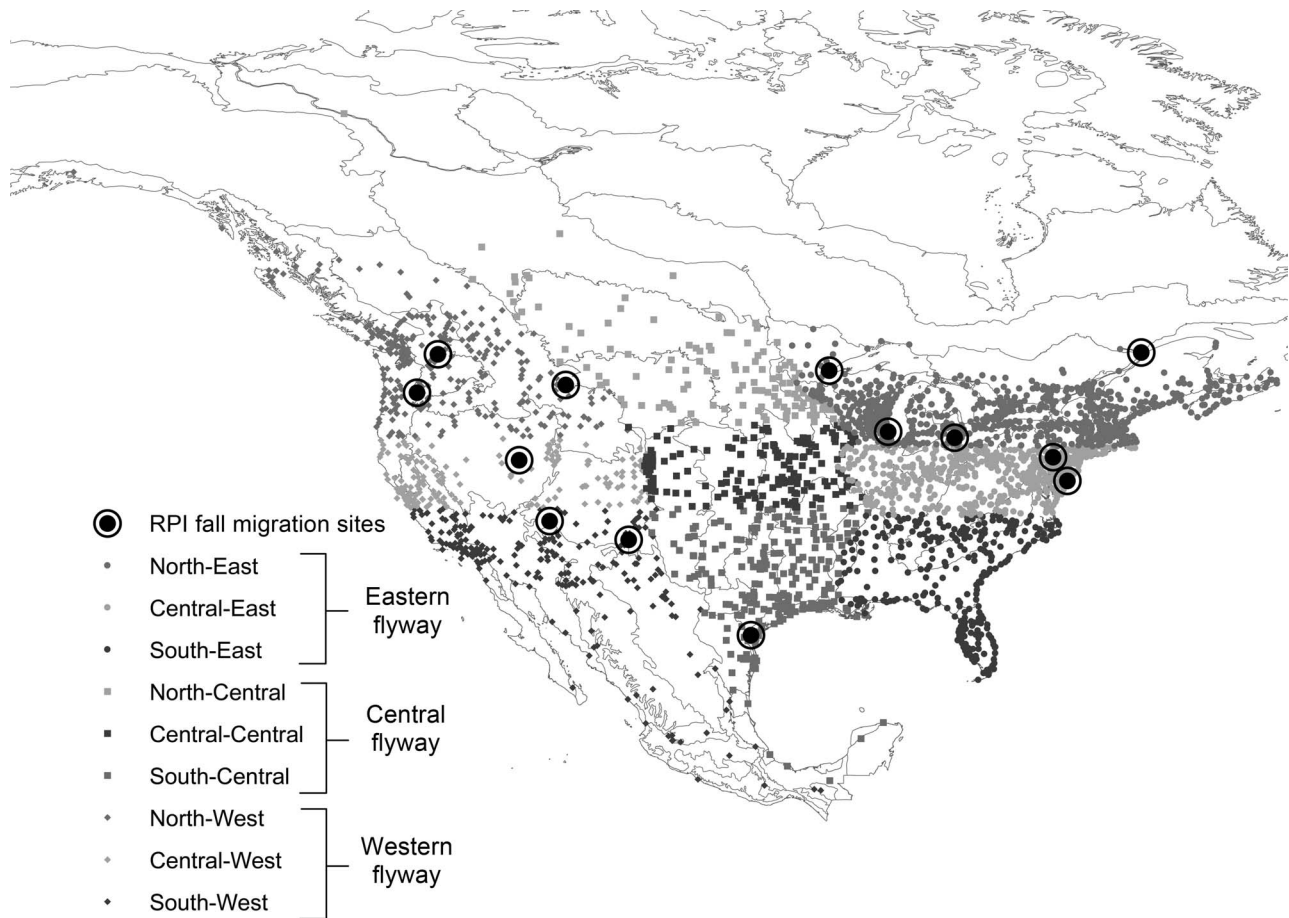 RPI fall migration sites
North-East
Central-East
South-East
Eastern
flyway
North-Central
Central-Central
South-Central
Central
flyway
North-West
Central-West
South-West
Western
flyway